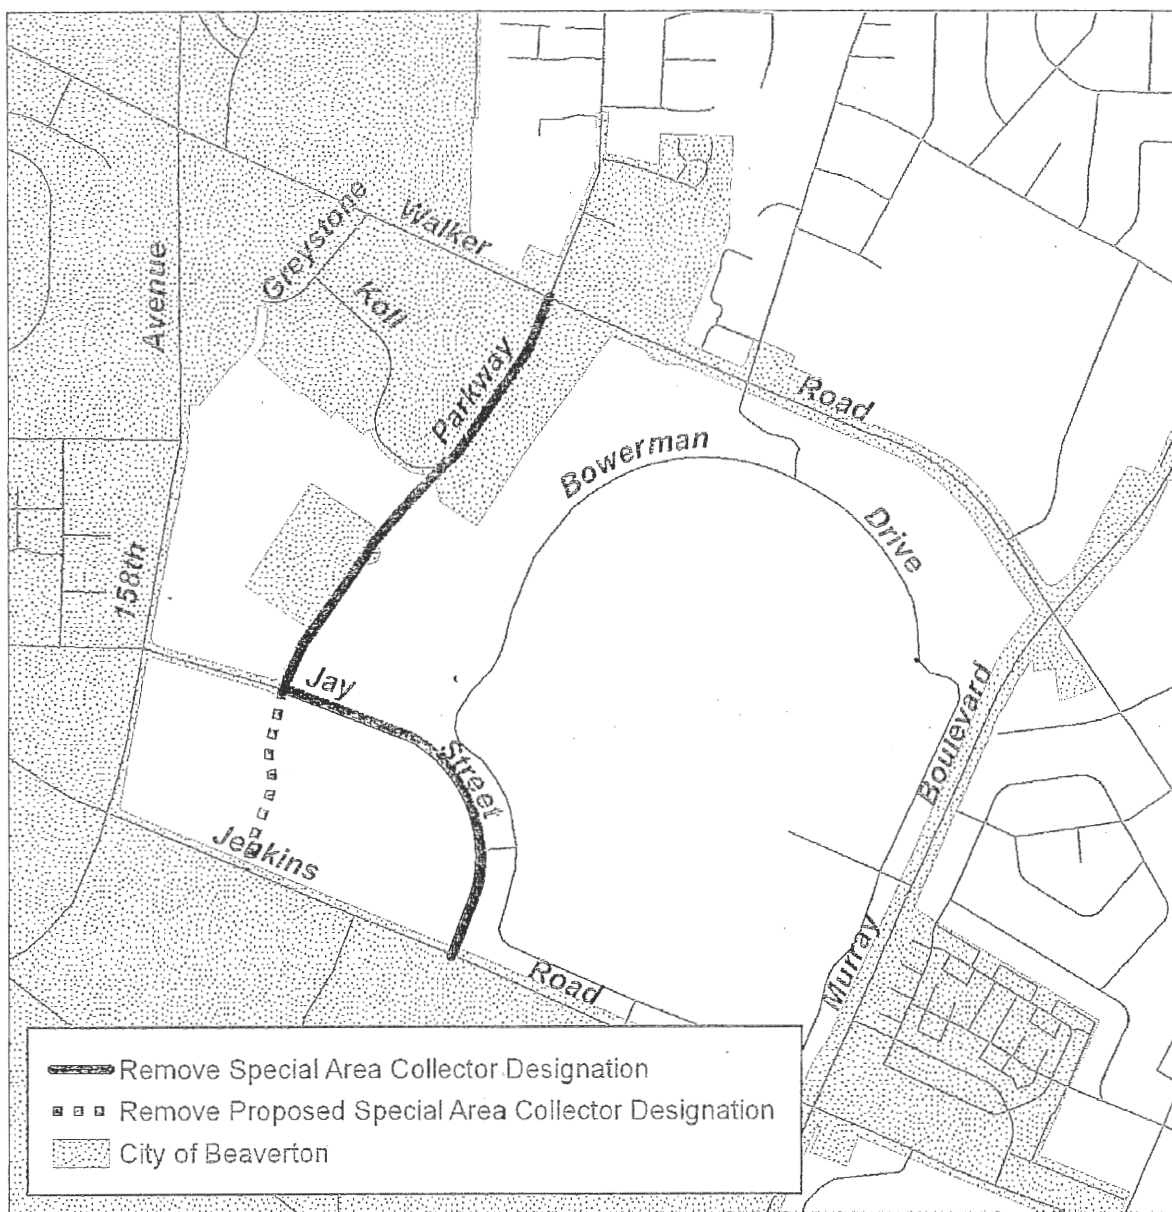 Greystone
Walker
Avenue
Koll
Parkway
Road
Bowerman
Drive
158th
Jay
Street
Boulevard
Jenkins
Murray
Road
Remove Special Area Collector Designation
Remove Proposed Special Area Collector Designation
City of Beaverton